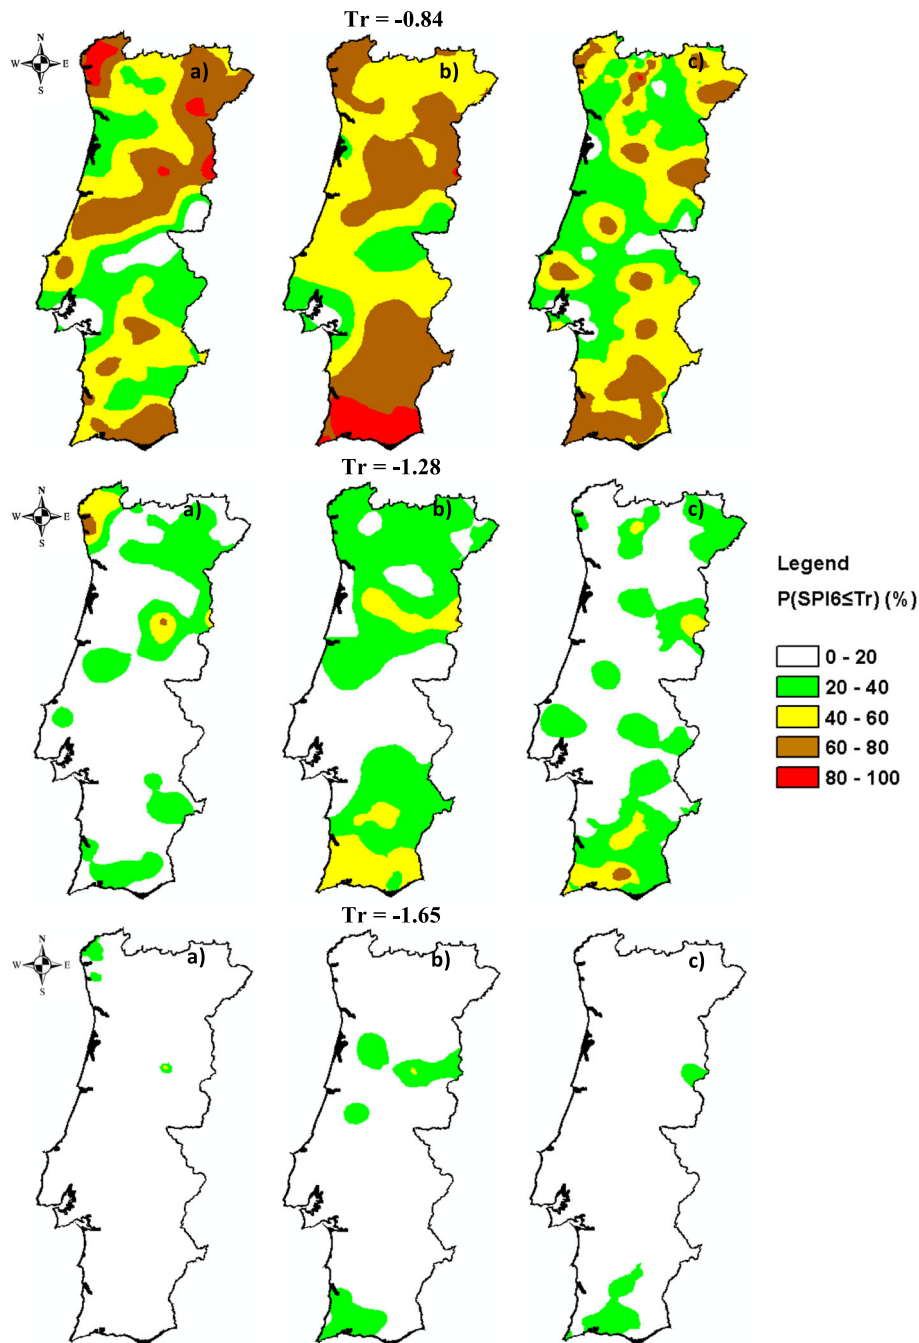 Tr = -0.84
N
W E
S
a)
b)
c)
Tr = -1.28
N
W E
S
a)
b)
c)
Legend
P(SPI6≤Tr) (%)
0 - 20
20 - 40
40 - 60
60 - 80
80 - 100
Tr = -1.65
N
W E
S
a)
b)
c)